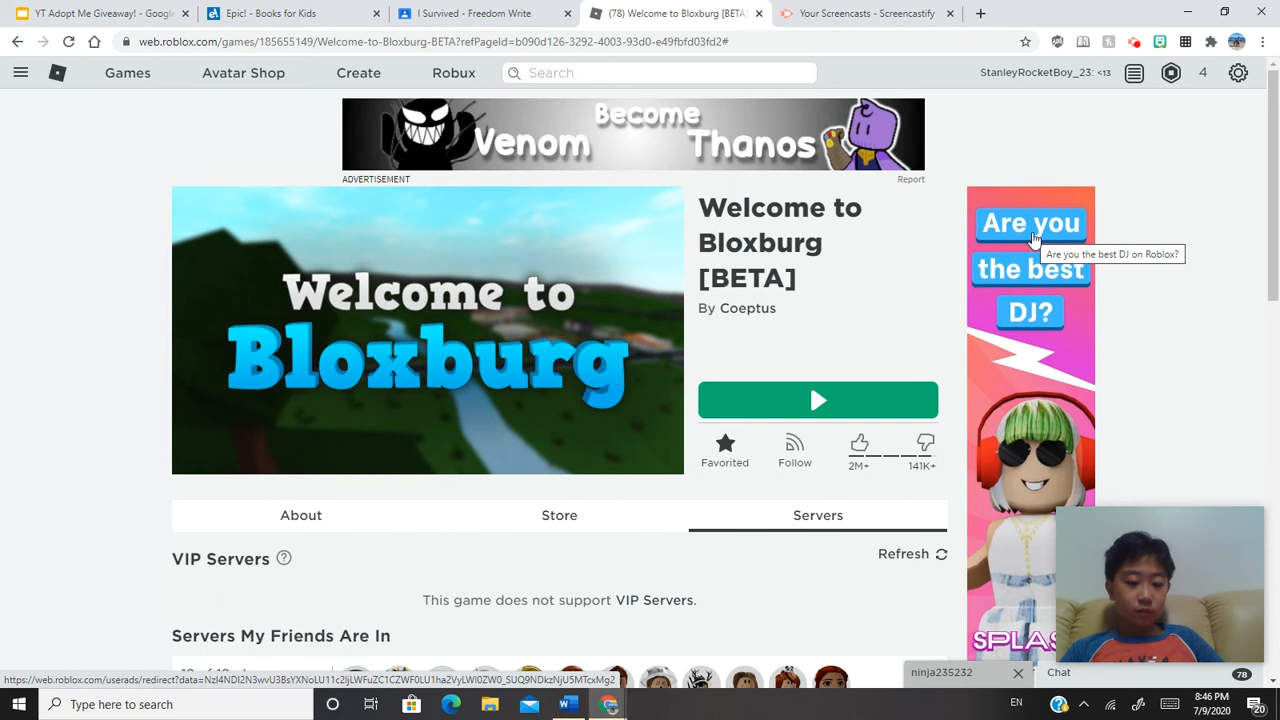 YT Adopt Me Giveaway! - Google
Epic! - Books for Kids
I Survived - Freedom Write
(78) Welcome to Bloxburg [BETA]
Your Screencasts - Screencastify
web.roblox.com/games/185655149/Welcome-to-Bloxburg-BETA?refPageId=b090d126-3292-4003-93d0-e49fbfd03fd2#
Games
Avatar Shop
Create
Robux
Search
StanleyRocketBoy_23: <13
4
Become
Venom
Thanos
ADVERTISEMENT
Report
Welcome to
Bloxburg
Welcome to
Bloxburg
[BETA]
By Coeptus
Favorited
Follow
2M+
141K+
Are you
the best
DJ?
Are you the best DJ on Roblox?
About
Store
Servers
VIP Servers
Refresh
This game does not support VIP Servers.
Servers My Friends Are In
ninja235232
Chat
78
Type here to search
EN
8:46 PM
7/9/2020
20